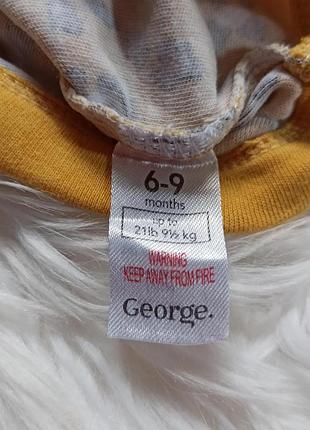 6-9
months
up to
21lb 9½ kg
WARNING
KEEP AWAY FROM FIRE
George.